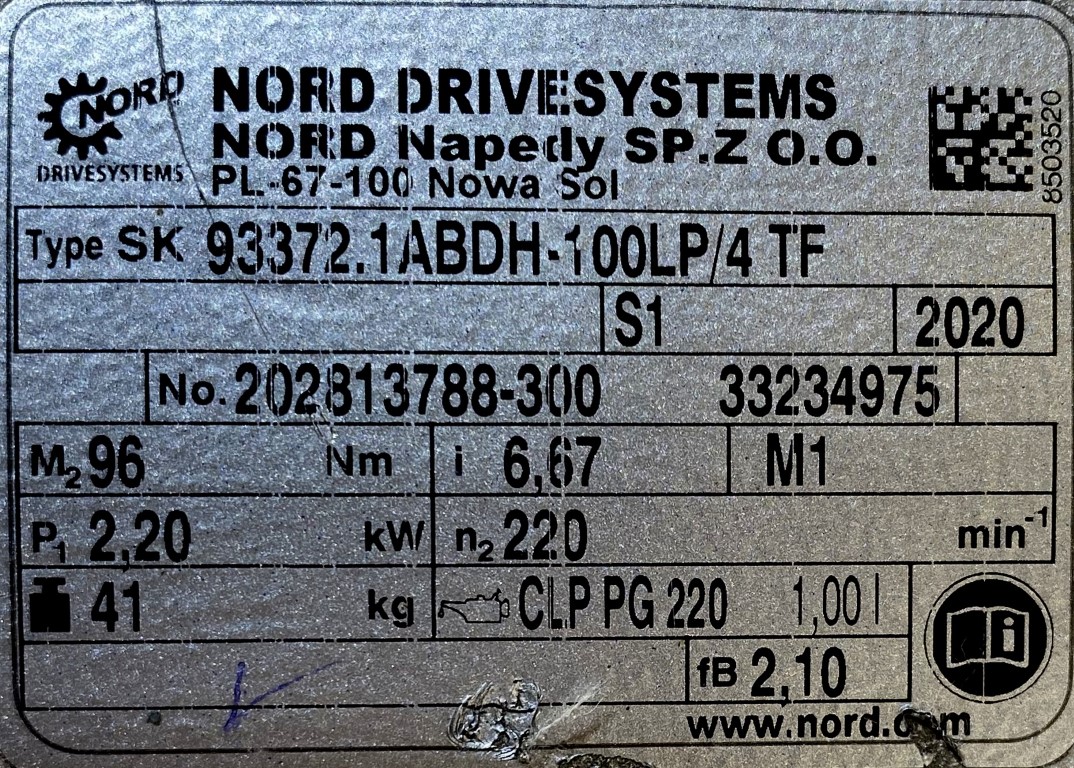 NORD
DRIVESYSTEMS
NORD DRIVESYSTEMS
NORD Napedy SP.Z O.O.
PL-67-100 Nowa Sol
8503520
Type SK 93372.1ABDH-100LP/4 TF
S1 2020
No. 202813788-300 33234975
M2 96 Nm i 6,67 M1
P1 2,20 kW n2 220 min-1
41 kg CLP PG 220 1,00 l
fB 2,10
www.nord.com